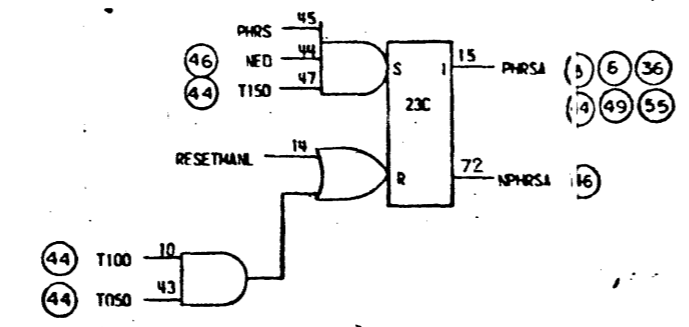 PHRS 45
46 NEO 44 S 1 15 PHRSA 6 36
44 T150 47
23C 49 55
RESETMANL 14
R 72 NPHRSA
44 T100 10
44 T050 43